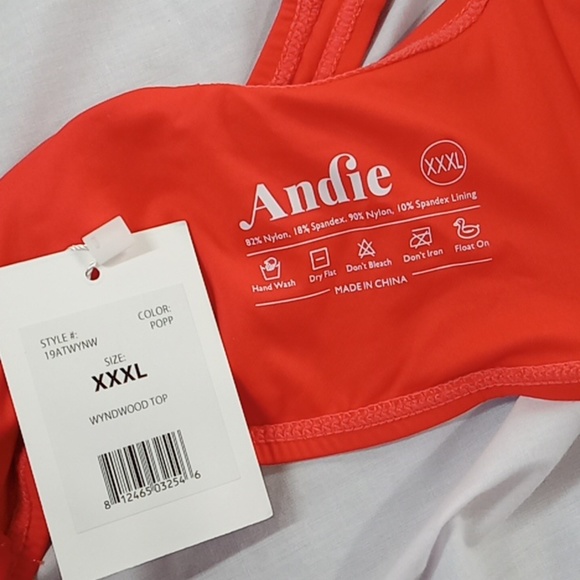 Andie
XXXL
82% Nylon, 18% Spandex. 90% Nylon, 10% Spandex Lining
Hand Wash
Dry Flat
Don't Bleach
Don't Iron
Float On
MADE IN CHINA
STYLE #:
19ATWYNW
COLOR:
POPP
SIZE:
XXXL
WYNDWOOD TOP
8 12465 03254 6